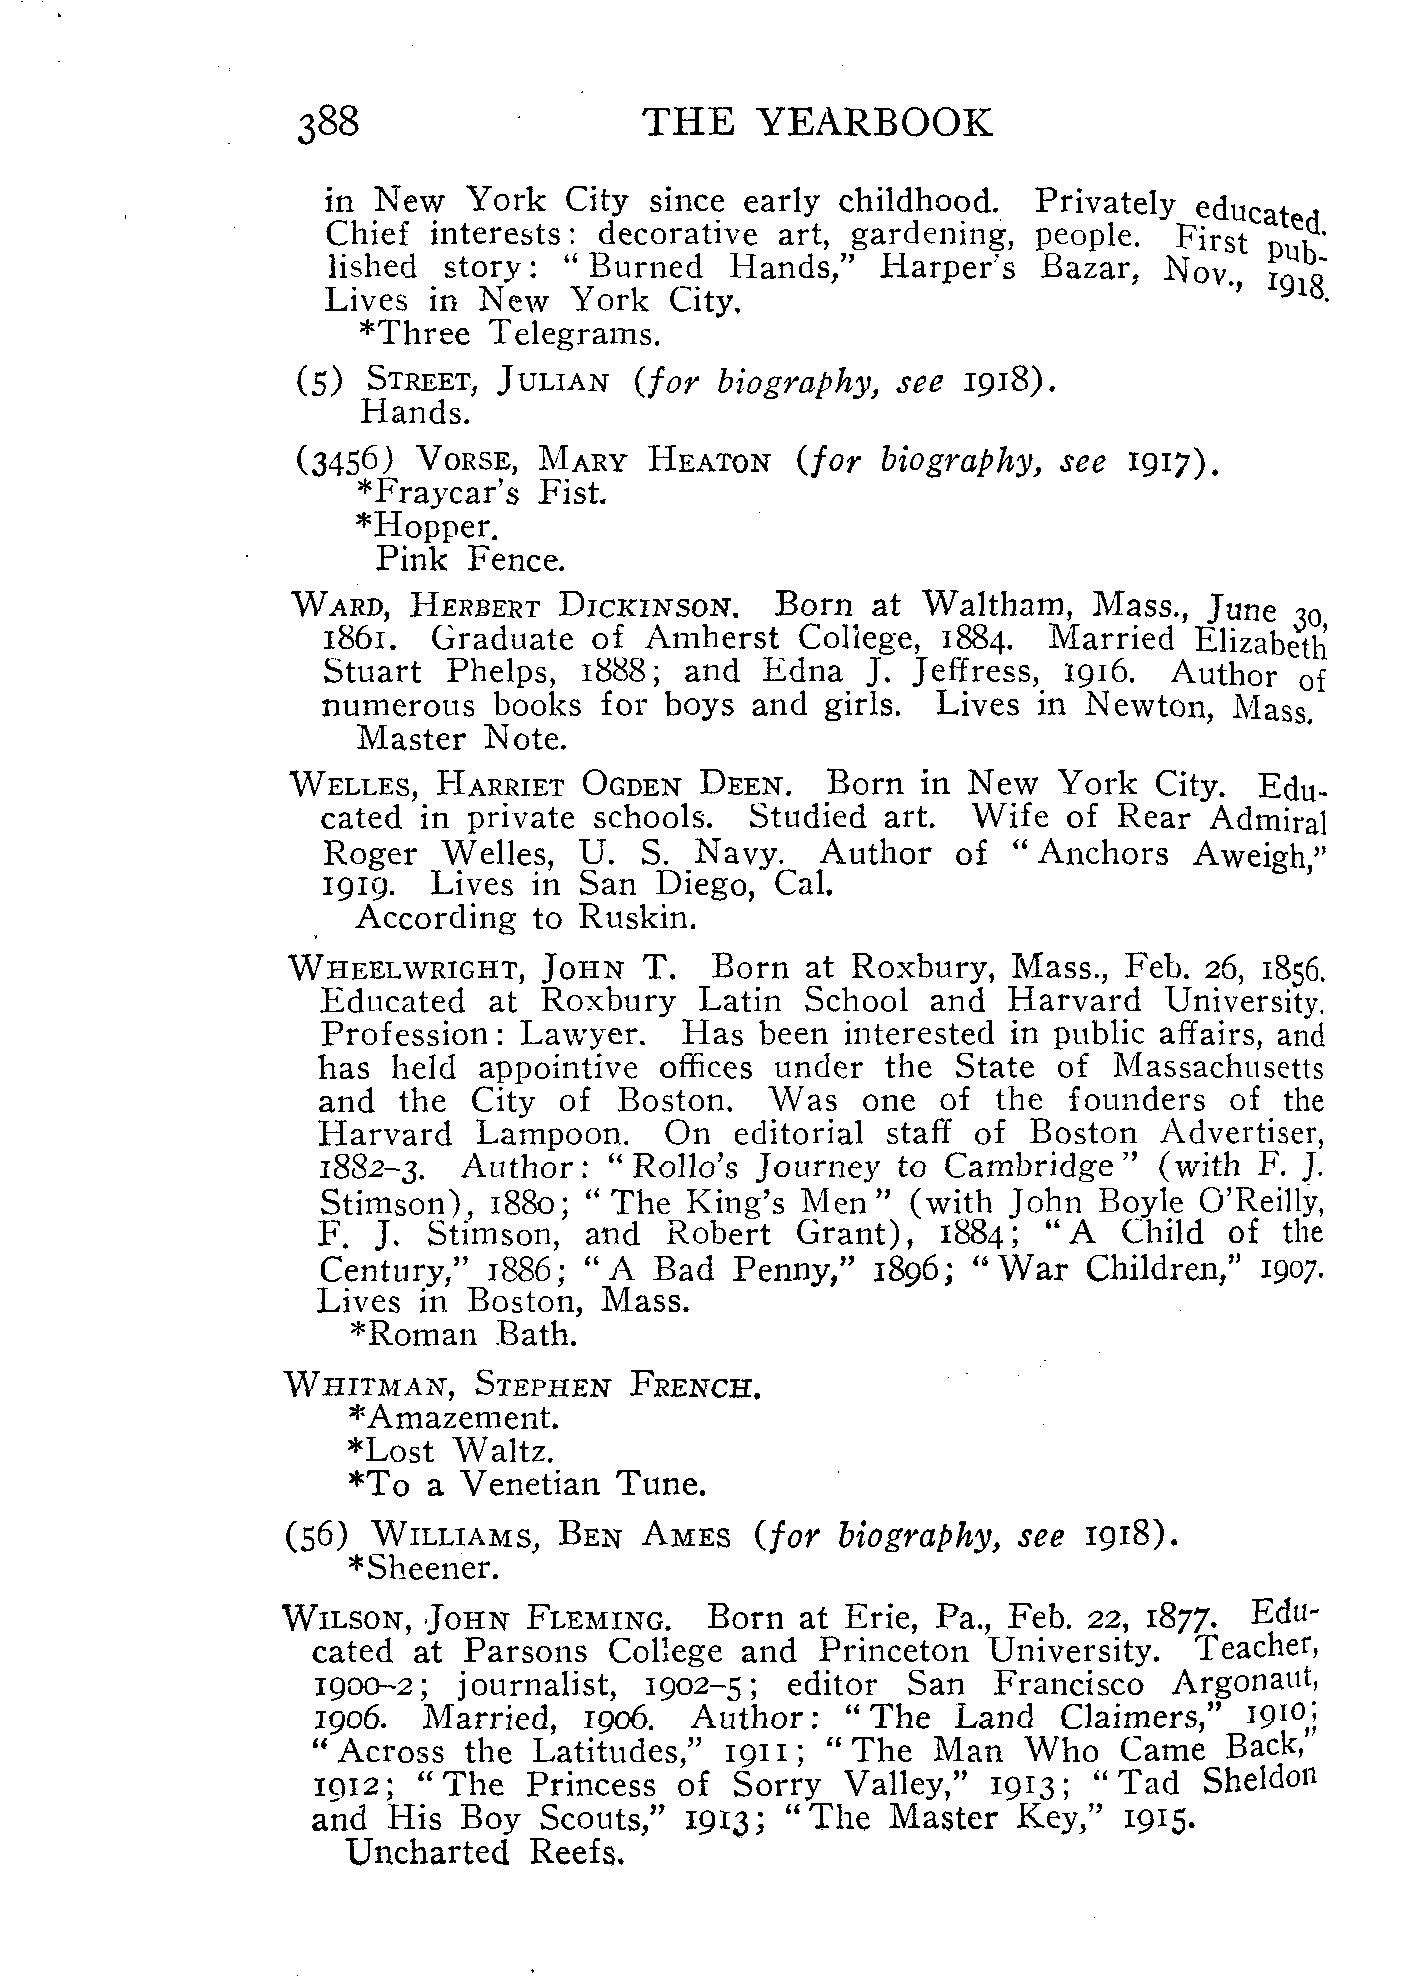 388 THE YEARBOOK
in New York City since early childhood. Privately educated.
Chief interests: decorative art, gardening, people. First pub-
lished story: "Burned Hands," Harper's Bazar, Nov., 1918.
Lives in New York City.
*Three Telegrams.
(5) STREET, JULIAN (for biography, see 1918).
Hands.
(3456) VORSE, MARY HEATON (for biography, see 1917).
*Fraycar's Fist.
*Hopper.
Pink Fence.
WARD, HERBERT DICKINSON. Born at Waltham, Mass., June 30,
1861. Graduate of Amherst College, 1884. Married Elizabeth
Stuart Phelps, 1888; and Edna J. Jeffress, 1916. Author of
numerous books for boys and girls. Lives in Newton, Mass.
Master Note.
WELLES, HARRIET OGDEN DEEN. Born in New York City. Edu-
cated in private schools. Studied art. Wife of Rear Admiral
Roger Welles, U. S. Navy. Author of "Anchors Aweigh,"
1919. Lives in San Diego, Cal.
According to Ruskin.
WHEELWRIGHT, JOHN T. Born at Roxbury, Mass., Feb. 26, 1856.
Educated at Roxbury Latin School and Harvard University.
Profession: Lawyer. Has been interested in public affairs, and
has held appointive offices under the State of Massachusetts
and the City of Boston. Was one of the founders of the
Harvard Lampoon. On editorial staff of Boston Advertiser,
1882-3. Author: "Rollo's Journey to Cambridge" (with F. J.
Stimson), 1880; "The King's Men" (with John Boyle O'Reilly,
F. J. Stimson, and Robert Grant), 1884; "A Child of the
Century," 1886; "A Bad Penny," 1896; "War Children," 1907.
Lives in Boston, Mass.
*Roman Bath.
WHITMAN, STEPHEN FRENCH.
*Amazement.
*Lost Waltz.
*To a Venetian Tune.
(56) WILLIAMS, BEN AMES (for biography, see 1918).
*Sheener.
WILSON, JOHN FLEMING. Born at Erie, Pa., Feb. 22, 1877. Edu-
cated at Parsons College and Princeton University. Teacher,
1900-2; journalist, 1902-5; editor San Francisco Argonaut,
1906. Married, 1906. Author: "The Land Claimers," 1910;
"Across the Latitudes," 1911; "The Man Who Came Back,"
1912; "The Princess of Sorry Valley," 1913; "Tad Sheldon
and His Boy Scouts," 1913; "The Master Key," 1915.
Uncharted Reefs.